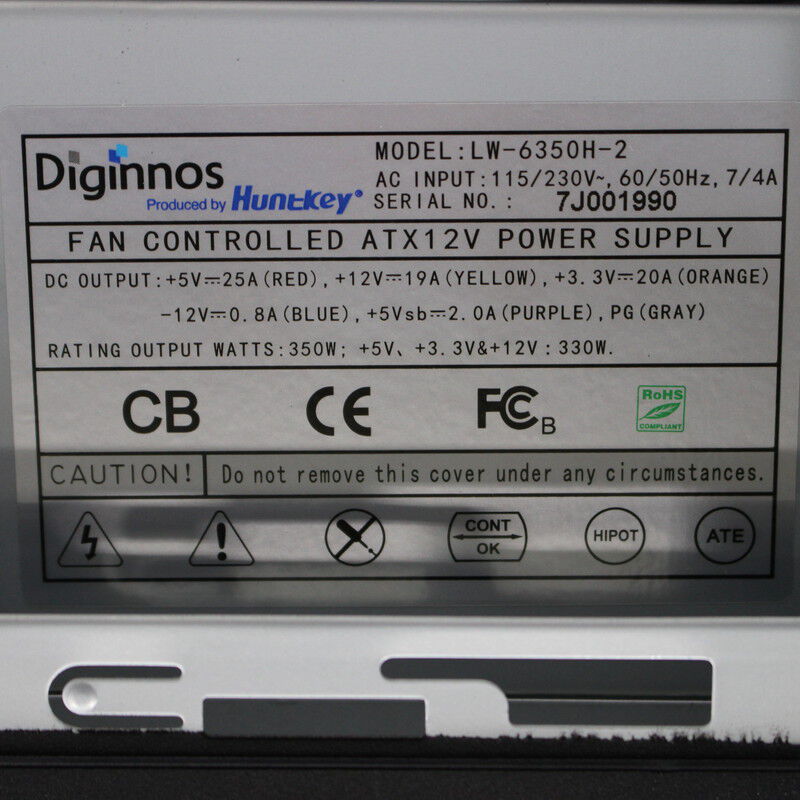 Diginnos
Produced by Huntkey®
MODEL:LW-6350H-2
AC INPUT:115/230V~, 60/50Hz, 7/4A
SERIAL NO.: 7J001990
FAN CONTROLLED ATX12V POWER SUPPLY
DC OUTPUT:+5V⎓25A(RED),+12V⎓19A(YELLOW),+3.3V⎓20A(ORANGE)
-12V⎓0.8A(BLUE),+5Vsb⎓2.0A(PURPLE),PG(GRAY)
RATING OUTPUT WATTS:350W; +5V、+3.3V&+12V:330W.
CB CE FC B RoHS COMPLIANT
CAUTION! Do not remove this cover under any circumstances.
CONT OK HIPOT ATE